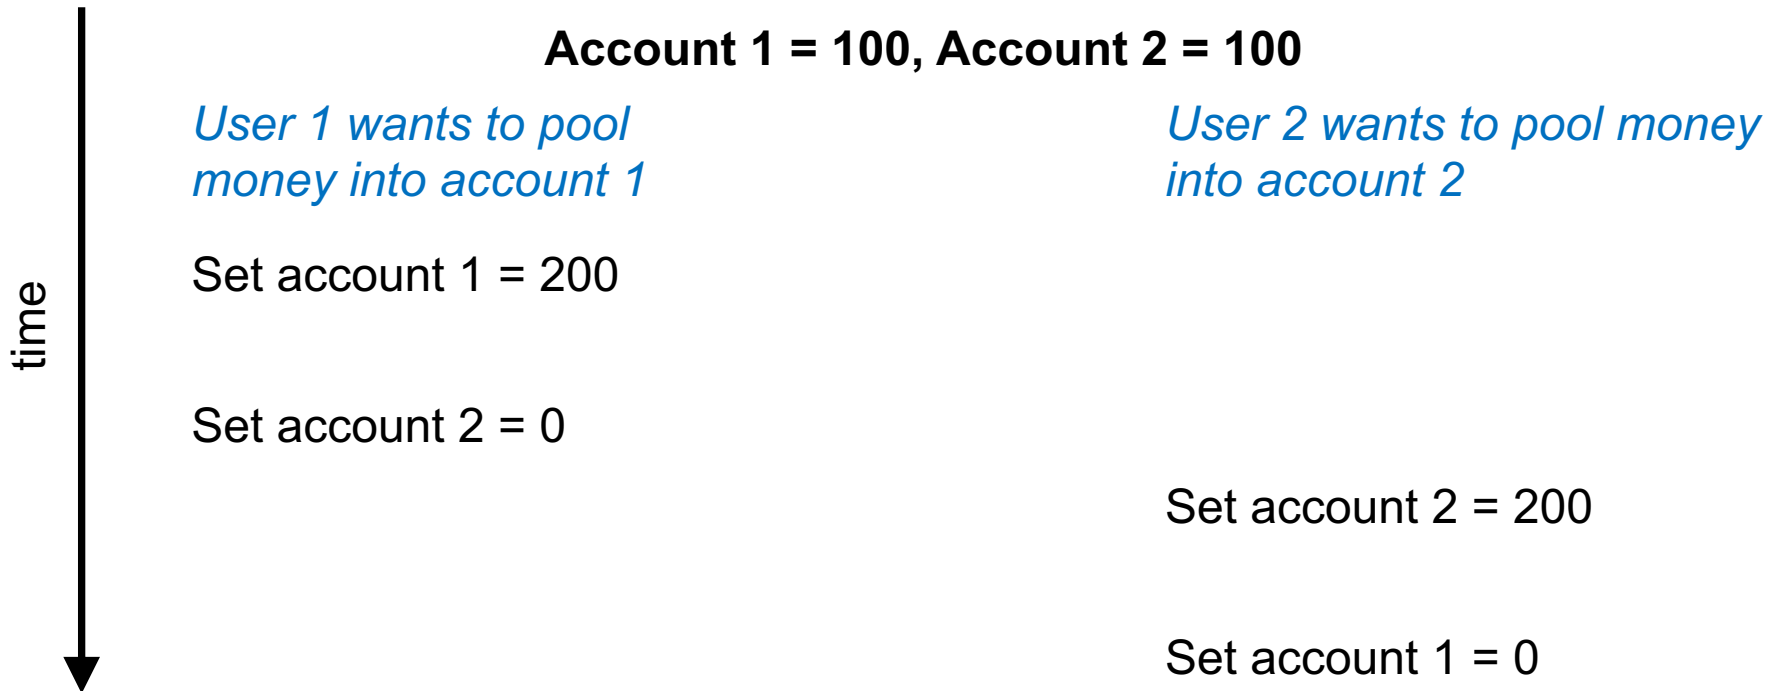 Account 1 = 100, Account 2 = 100
User 1 wants to pool
money into account 1
User 2 wants to pool money
into account 2
time
Set account 1 = 200
Set account 2 = 0
Set account 2 = 200
Set account 1 = 0